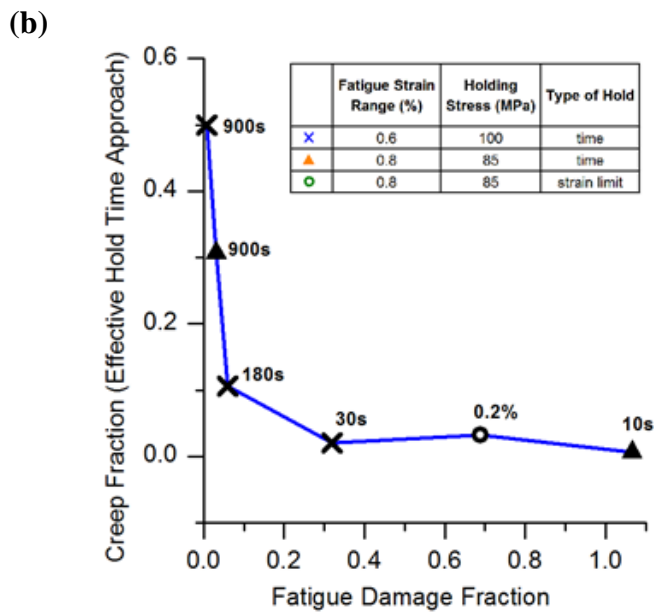 (b)
Creep Fraction (Effective Hold Time Approach)
0.6
0.4
0.2
0.0
Fatigue Strain Range (%) Holding Stress (MPa) Type of Hold
× 0.6 100 time
▲ 0.8 85 time
○ 0.8 85 strain limit
900s
900s
180s
30s
0.2%
10s
0.0 0.2 0.4 0.6 0.8 1.0
Fatigue Damage Fraction